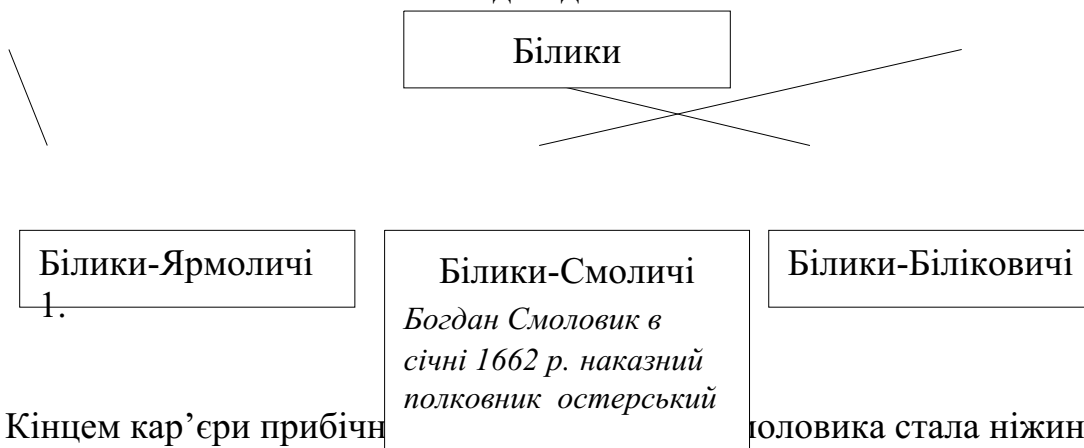 Білики
Білики-Ярмоличі
1.
Білики-Смоличі
Богдан Смоловик в
січні 1662 р. наказний
полковник остерський
Білики-Біліковичі
Кінцем кар’єри прибічн моловика стала ніжин